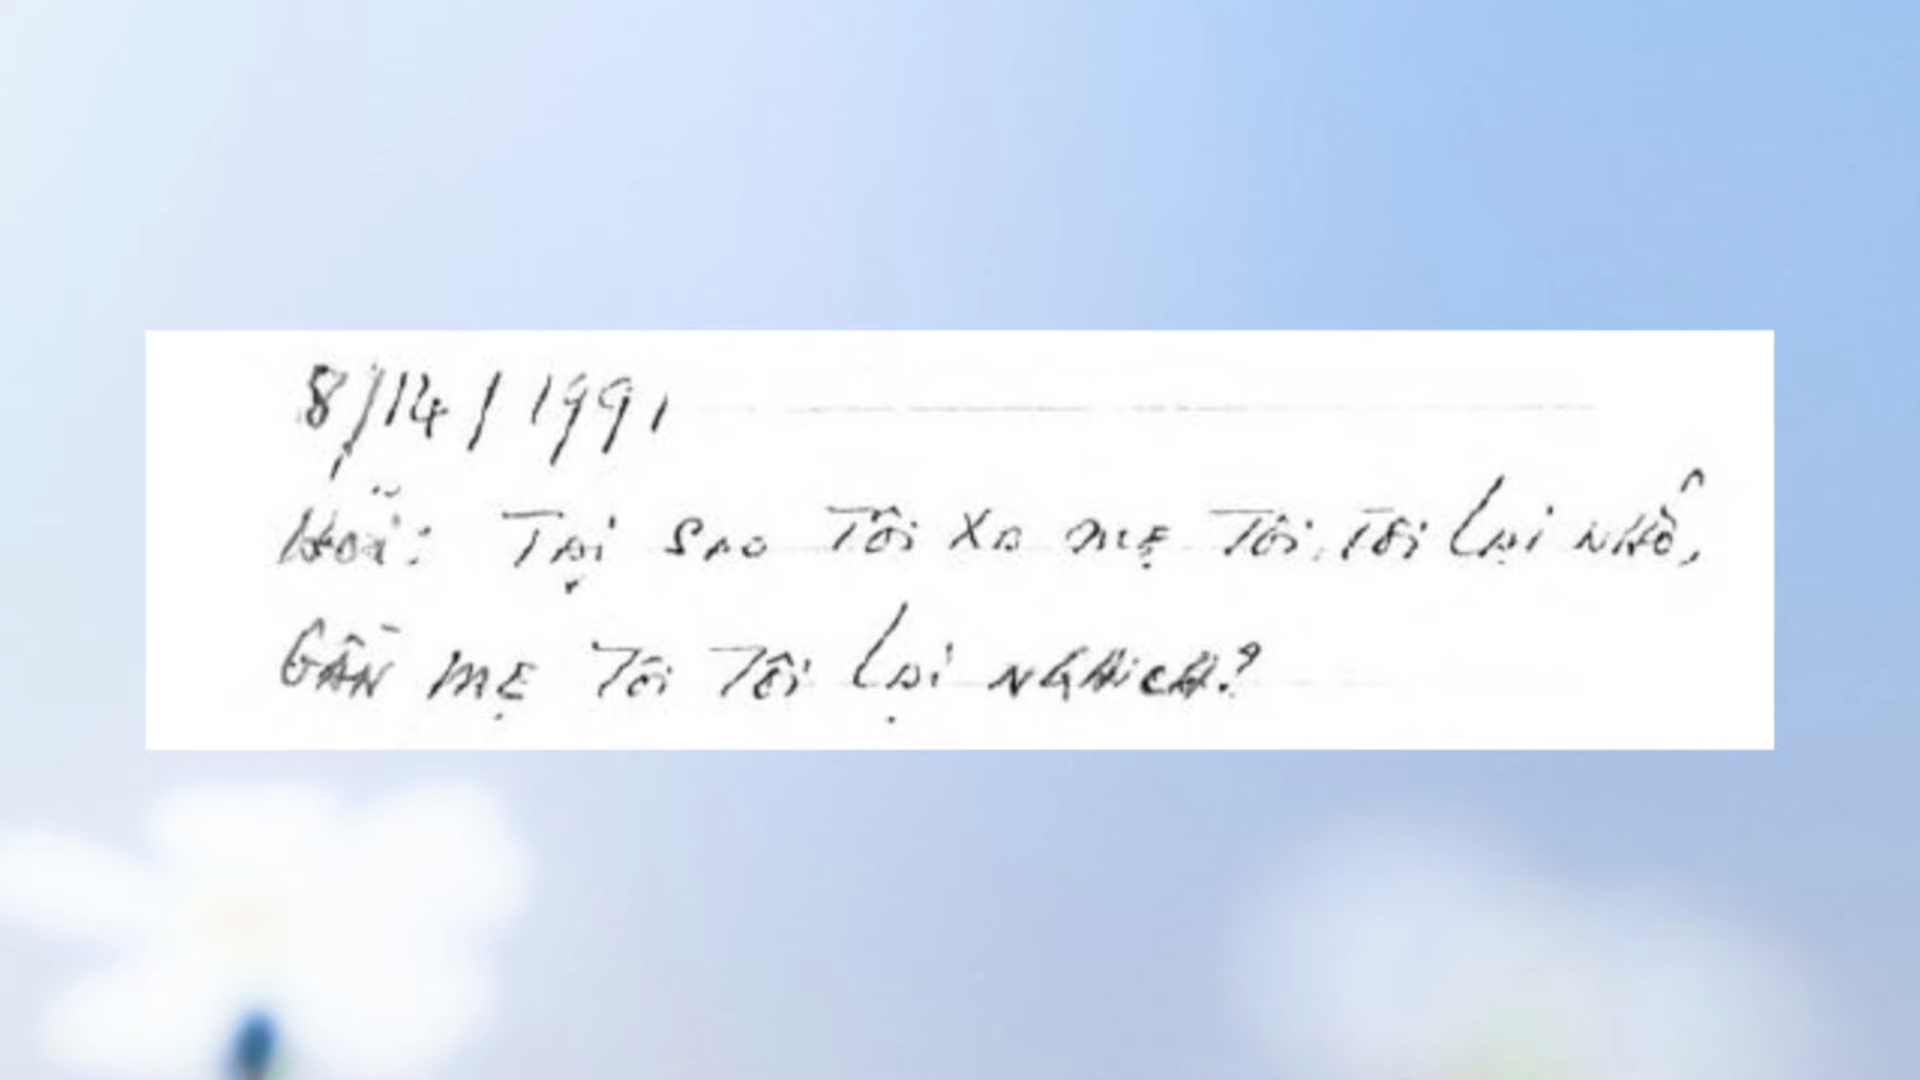 8/14/1991
Hỏi: Tại sao Tôi xa mẹ Tôi, Tôi Lại nhớ,
Gần mẹ Tôi Tôi Lại nghịch?